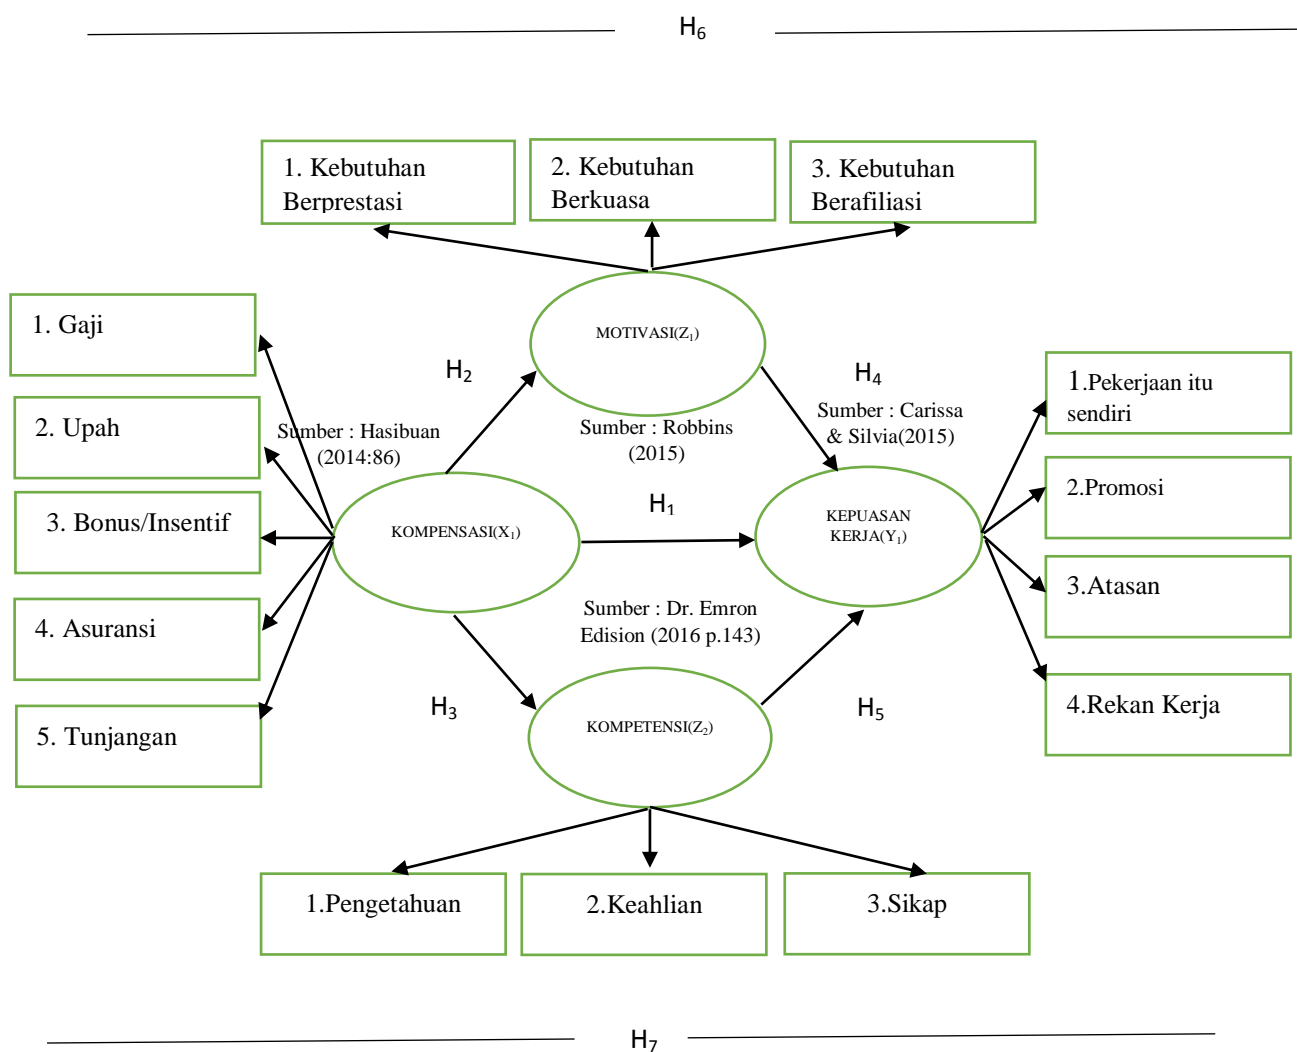 H₆
1. Kebutuhan
Berprestasi
2. Kebutuhan
Berkuasa
3. Kebutuhan
Berafiliasi
1. Gaji
2. Upah
3. Bonus/Insentif
4. Asuransi
5. Tunjangan
MOTIVASI(Z₁)
H₂
H₄
Sumber : Hasibuan
(2014:86)
Sumber : Robbins
(2015)
Sumber : Carissa
& Silvia(2015)
KOMPENSASI(X₁)
H₁
KEPUASAN
KERJA(Y₁)
1.Pekerjaan itu
sendiri
2.Promosi
3.Atasan
4.Rekan Kerja
Sumber : Dr. Emron
Edision (2016 p.143)
H₃
KOMPETENSI(Z₂)
H₅
1.Pengetahuan
2.Keahlian
3.Sikap
H₇